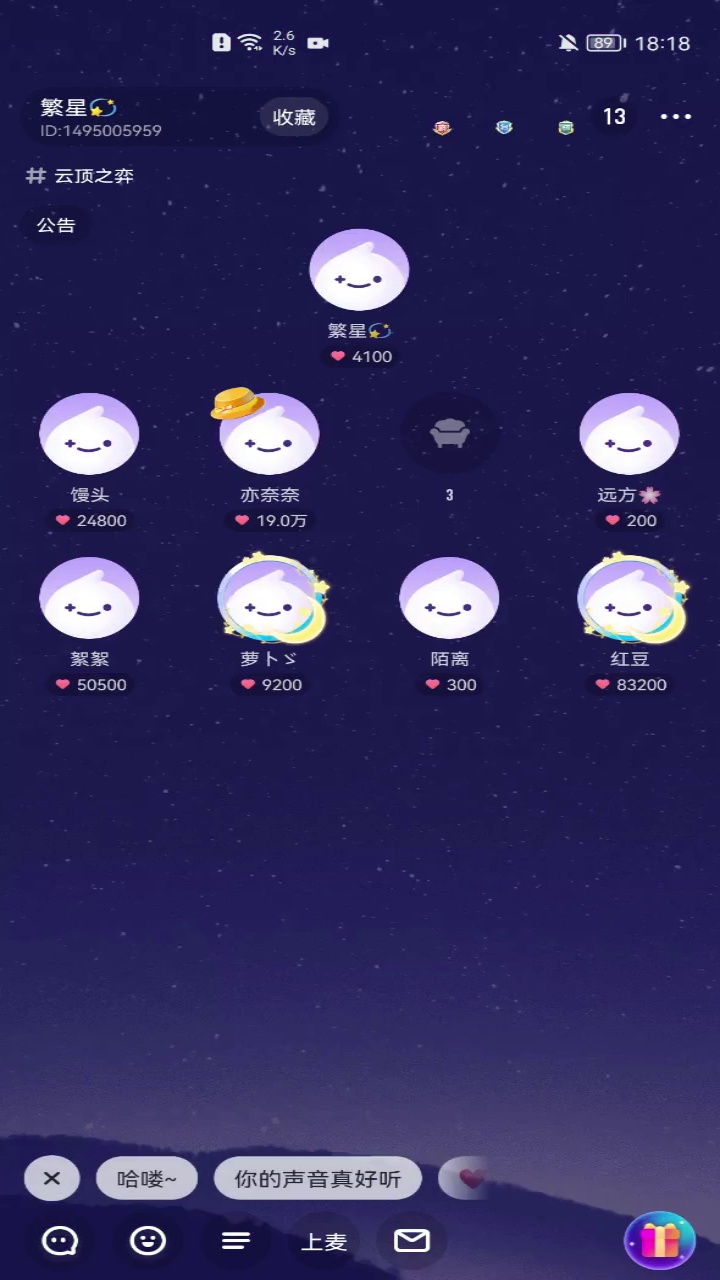 2.6
K/s
89
18:18
繁星
ID:1495005959
收藏
13
# 云顶之弈
公告
繁星
4100
馒头
亦奈奈
3
远方
24800
19.0万
200
絮絮
萝卜ゞ
陌离
红豆
50500
9200
300
83200
哈喽~
你的声音真好听
上麦